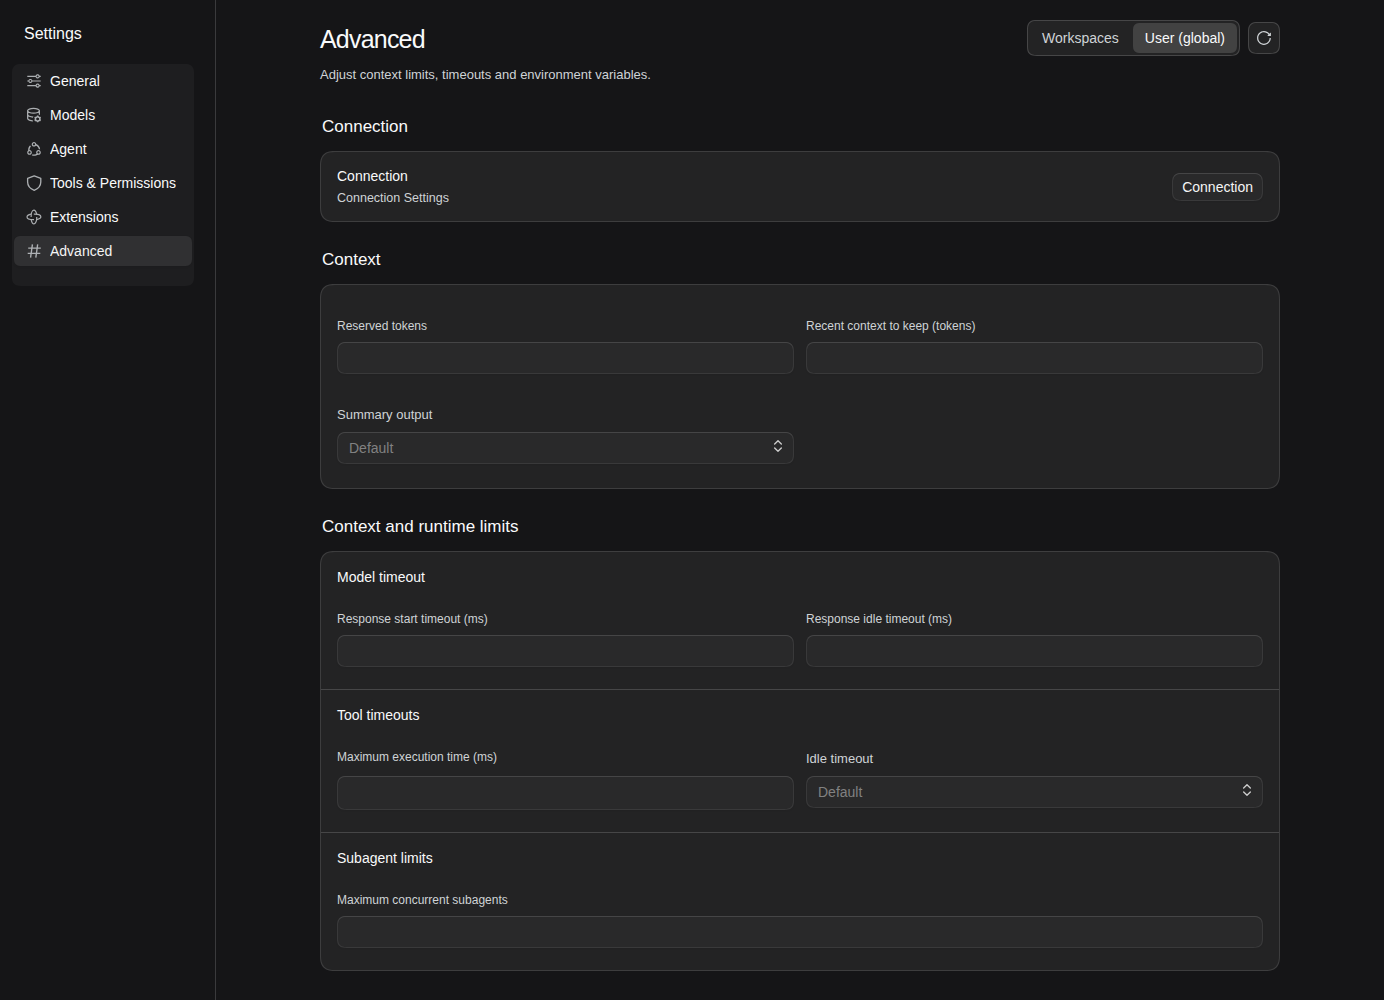 Settings
General
Models
Agent
Tools & Permissions
Extensions
Advanced
Advanced
Adjust context limits, timeouts and environment variables.
Workspaces
User (global)
Connection
Connection
Connection Settings
Connection
Context
Reserved tokens
Recent context to keep (tokens)
Summary output
Default
Context and runtime limits
Model timeout
Response start timeout (ms)
Response idle timeout (ms)
Tool timeouts
Maximum execution time (ms)
Idle timeout
Default
Subagent limits
Maximum concurrent subagents